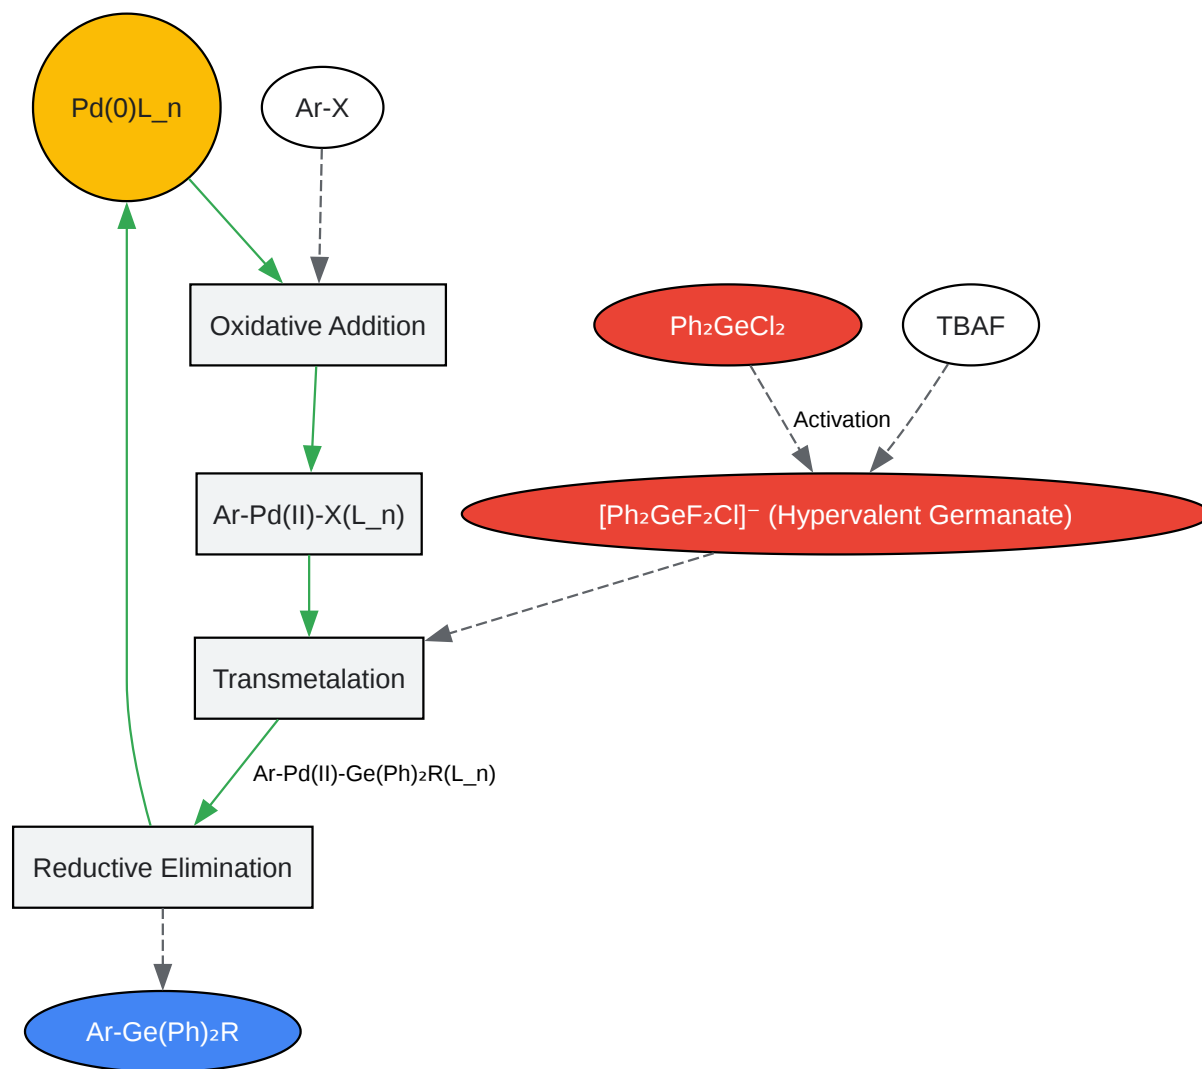 Pd(0)L_n
Ar-X
Oxidative Addition
Ph₂GeCl₂
TBAF
Activation
Ar-Pd(II)-X(L_n)
[Ph₂GeF₂Cl]⁻ (Hypervalent Germanate)
Transmetalation
Ar-Pd(II)-Ge(Ph)₂R(L_n)
Reductive Elimination
Ar-Ge(Ph)₂R